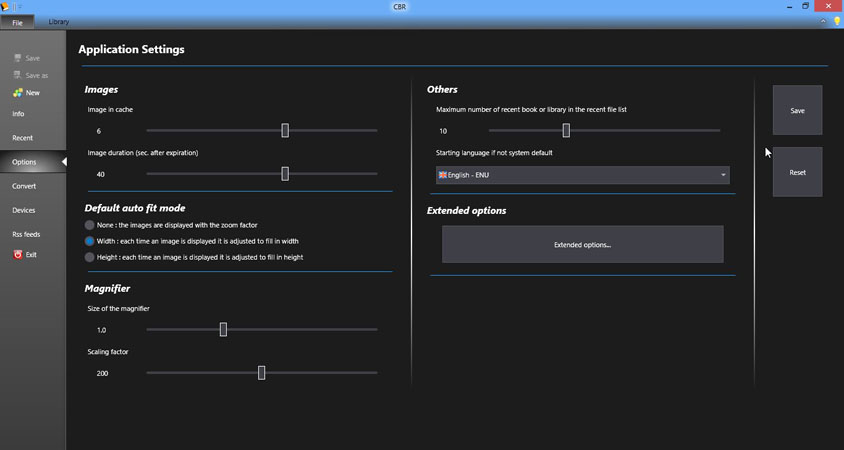 CBR
File
Library
Save
Save as
New
Info
Recent
Options
Convert
Devices
Rss feeds
Exit
Application Settings
Images
Image in cache
6
Image duration (sec. after expiration)
40
Default auto fit mode
None : the images are displayed with the zoom factor
Width : each time an image is displayed it is adjusted to fill in width
Height : each time an image is displayed it is adjusted to fill in height
Magnifier
Size of the magnifier
1.0
Scaling factor
200
Others
Maximum number of recent book or library in the recent file list
10
Starting language if not system default
English - ENU
Extended options
Extended options...
Save
Reset